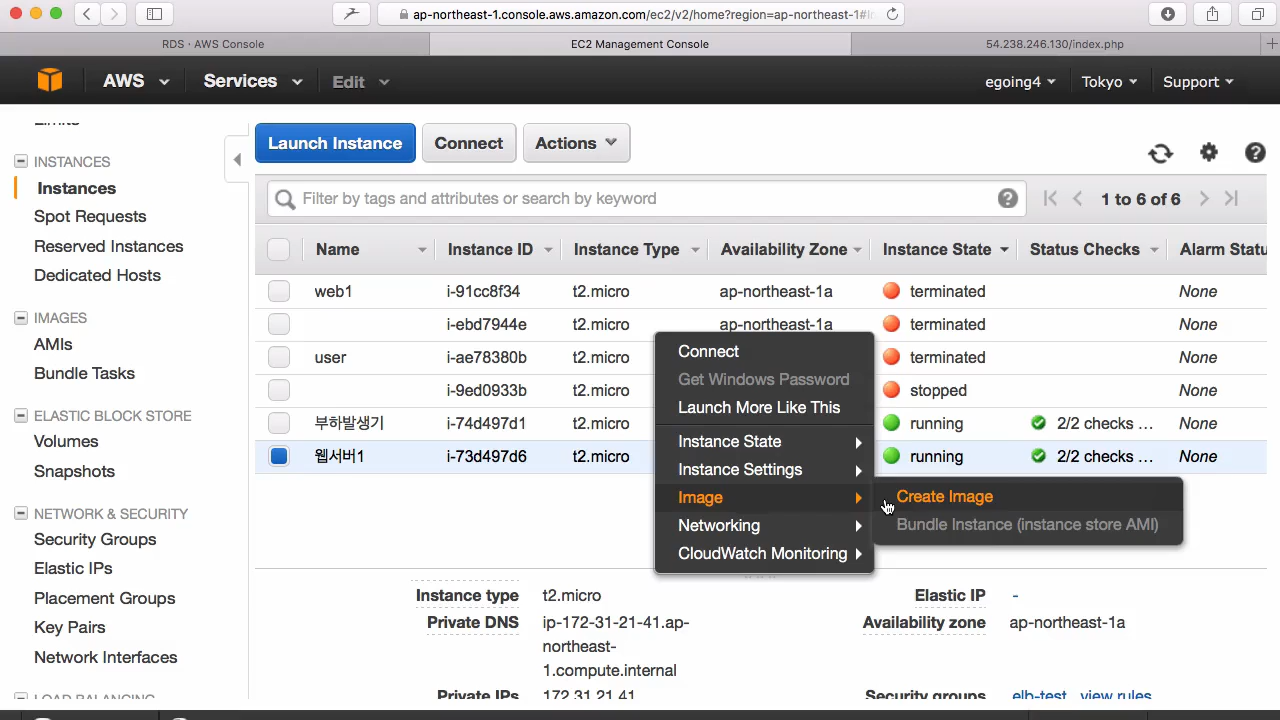 ap-northeast-1.console.aws.amazon.com/ec2/v2/home?region=ap-northeast-1#
RDS · AWS Console
EC2 Management Console
54.238.246.130/index.php
AWS
Services
Edit
egoing4
Tokyo
Support
Limits
INSTANCES
Instances
Spot Requests
Reserved Instances
Dedicated Hosts
IMAGES
AMIs
Bundle Tasks
ELASTIC BLOCK STORE
Volumes
Snapshots
NETWORK & SECURITY
Security Groups
Elastic IPs
Placement Groups
Key Pairs
Network Interfaces
LOAD BALANCING
Launch Instance
Connect
Actions
Filter by tags and attributes or search by keyword
1 to 6 of 6
Name Instance ID Instance Type Availability Zone Instance State Status Checks Alarm Statu
web1 i-91cc8f34 t2.micro ap-northeast-1a terminated None
i-ebd7944e t2.micro ap-northeast-1a terminated None
user i-ae78380b t2.micro terminated None
i-9ed0933b t2.micro stopped None
부하발생기 i-74d497d1 t2.micro running 2/2 checks ... None
웹서버1 i-73d497d6 t2.micro running 2/2 checks ... None
Connect
Get Windows Password
Launch More Like This
Instance State
Instance Settings
Image
Networking
CloudWatch Monitoring
Create Image
Bundle Instance (instance store AMI)
Instance type t2.micro
Private DNS ip-172-31-21-41.ap-
northeast-
1.compute.internal
Private IPs 172.31.21.41
Elastic IP -
Availability zone ap-northeast-1a
Security groups elb-test. view rules